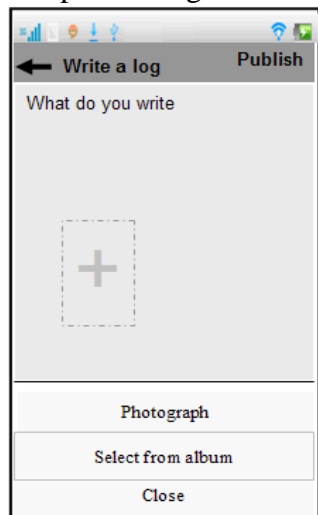 Write a log
Publish
What do you write
+
Photograph
Select from album
Close